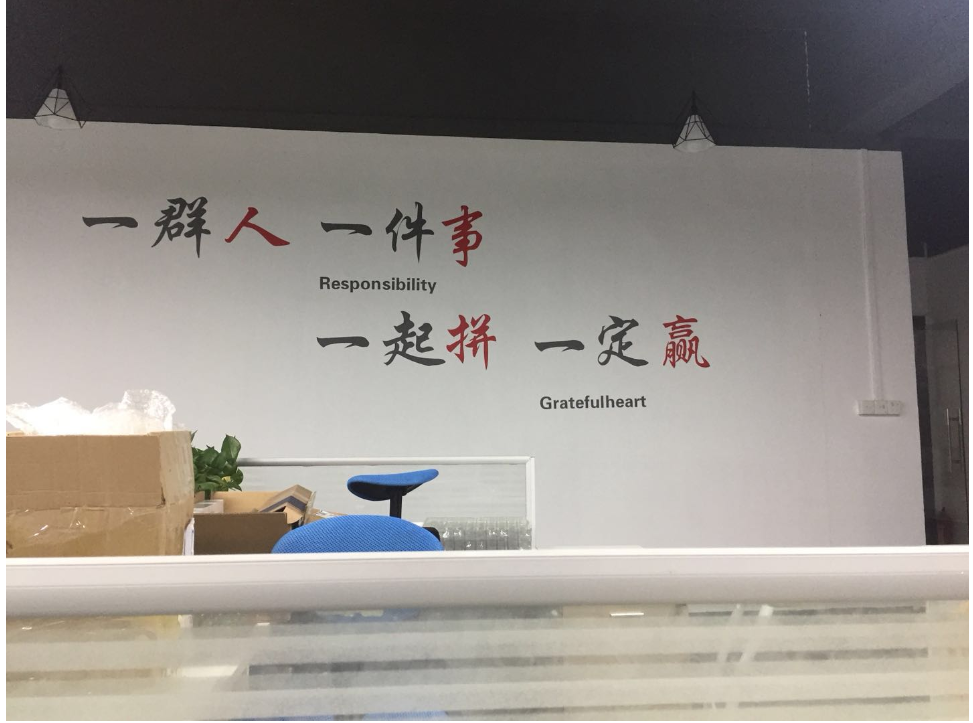 一群人 一件事
Responsibility
一起拼 一定赢
Gratefulheart